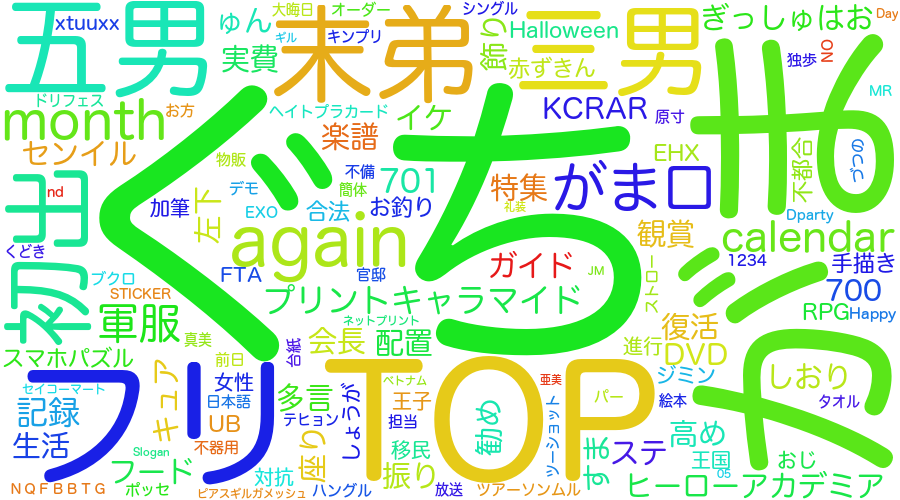 xtuuxx
五男
ゅん
大晦日
オーダー
シングル
ギル
キンプリ
末弟
実費
飾り
Halloween
赤ずきん
三男
ぎっしゅはお
Day
独歩
NO
MR
ドリフェス
お方
month
センイル
ヘイトプラカード
楽譜
イケ
KCRAR
原寸
EHX
不都合
づつの
ぐち
物販
不備
701
特集
がま口
nd
初出
加筆
左下
デモ
簡体
お釣り
礼装
EXO
合法
観賞
Dparty
くどき
again
calendar
FTA
官邸
ガイド
JM
1234
手描き
ブクロ
STICKER
プリントキャラマイド
ストロー
700
RPG
Happy
軍服
真美
台紙
ネットプリント
会長
配置
進行
復活
DVD
スマホパズル
前日
フリ
TOP
セイコーマート
キュア
女性
日本語
多言
しょうが
ベトナム
王子
亜美
パー
ジミン
絵本
しおり
タオル
記録
UB
テヒョン
担当
勧め
ツーショット
生活
不器用
座り
移民
すま
ステ
高め
Slogan
フード
対抗
振り
王国
05
おじ
NQFBBTG
ポッセ
ピアスギルガメッシュ
ハングル
放送
ツアーソンムル
ヒーローアカデミア